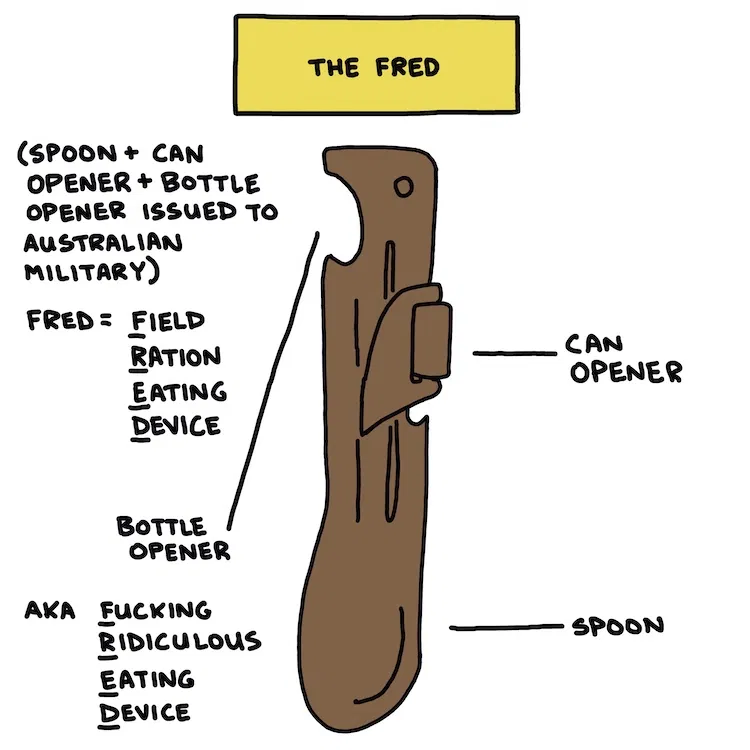 THE FRED
(SPOON + CAN
OPENER + BOTTLE
OPENER ISSUED TO
AUSTRALIAN
MILITARY)
FRED = FIELD
RATION
EATING
DEVICE
CAN
OPENER
BOTTLE
OPENER
AKA FUCKING
RIDICULOUS
EATING
DEVICE
SPOON